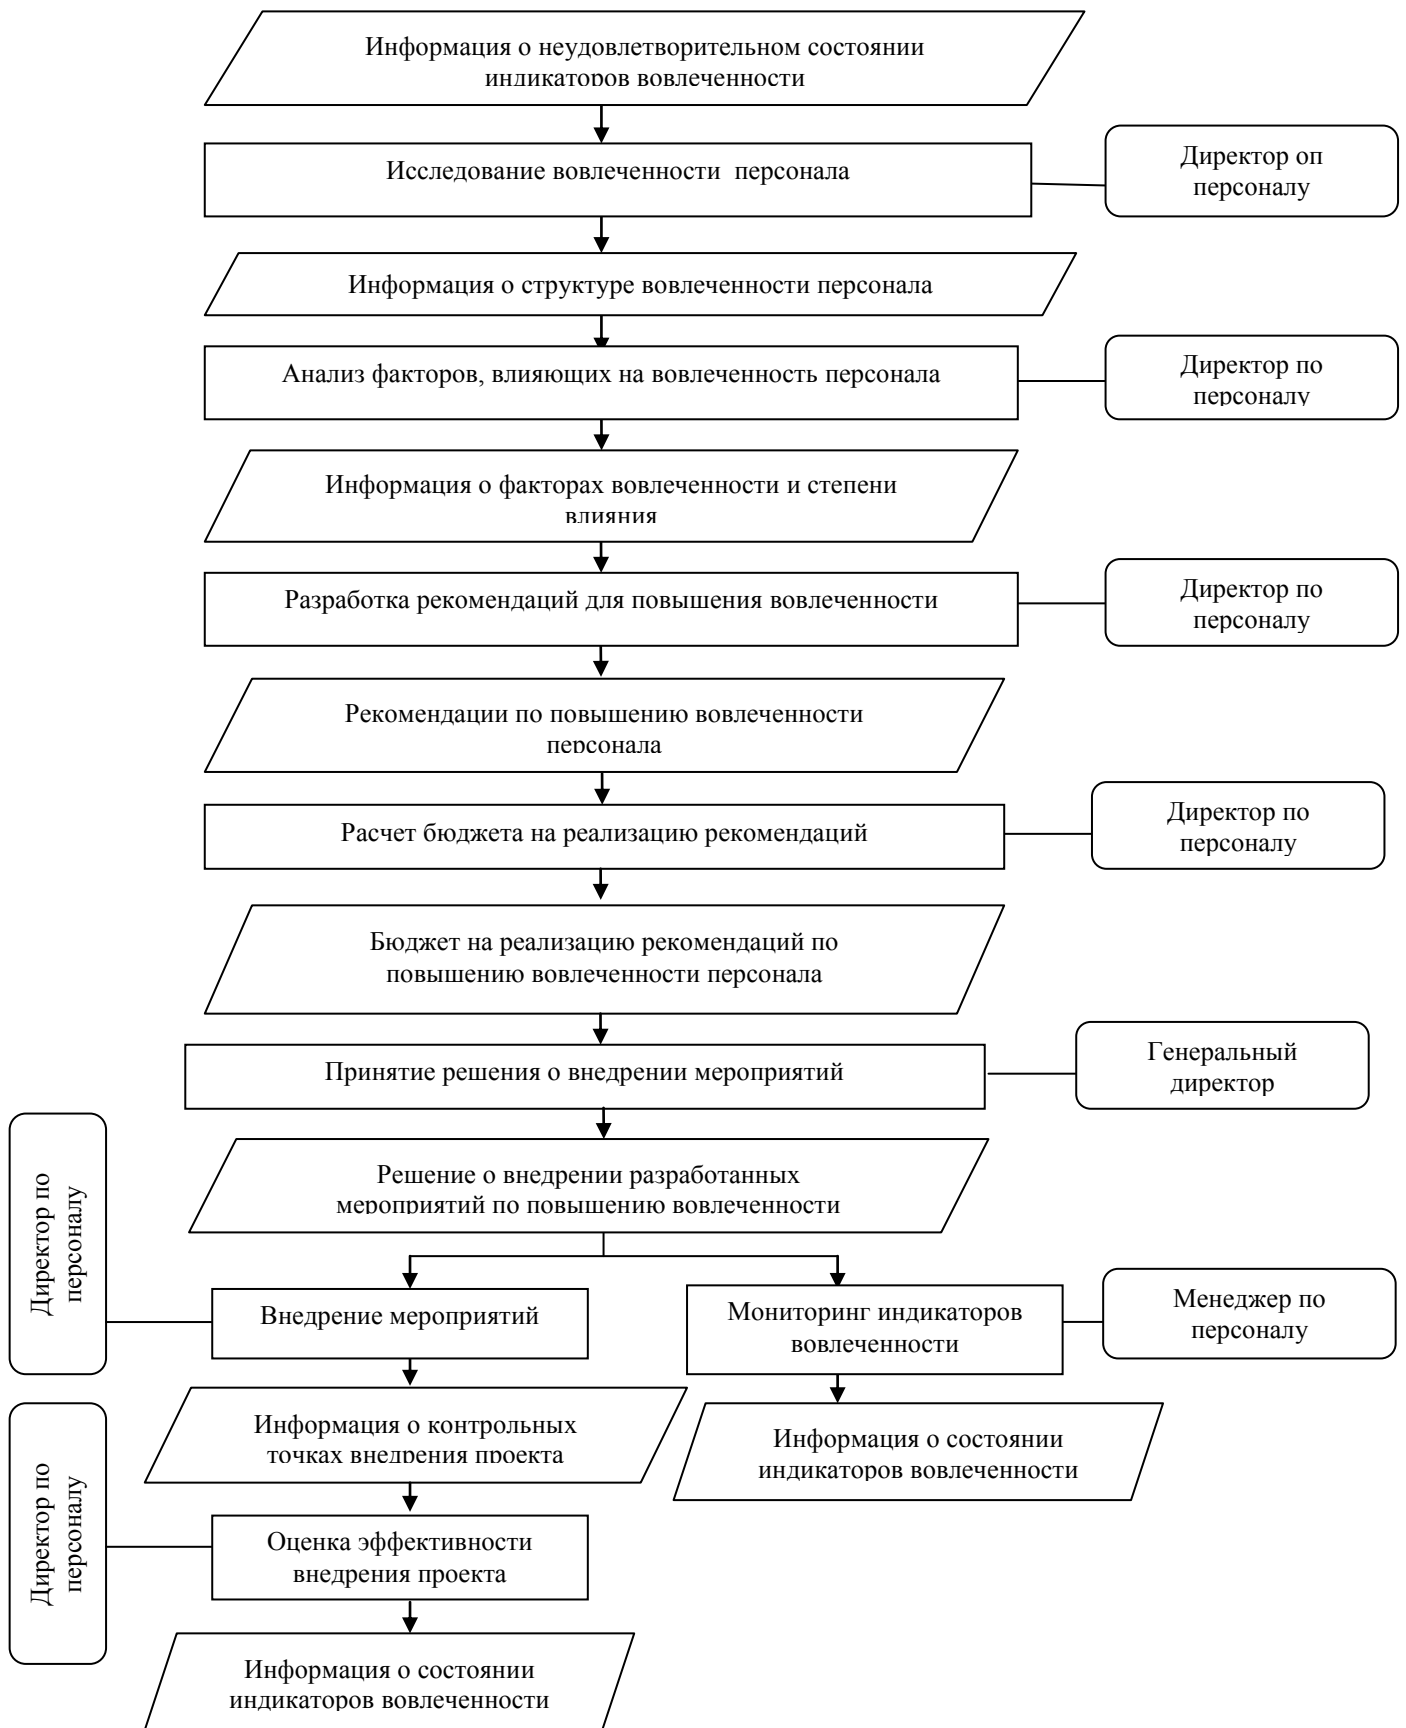 Информация о неудовлетворительном состоянии
индикаторов вовлеченности
Исследование вовлеченности персонала
Директор оп
персоналу
Информация о структуре вовлеченности персонала
Анализ факторов, влияющих на вовлеченность персонала
Директор по
персоналу
Информация о факторах вовлеченности и степени
влияния
Разработка рекомендаций для повышения вовлеченности
Директор по
персоналу
Рекомендации по повышению вовлеченности
персонала
Расчет бюджета на реализацию рекомендаций
Директор по
персоналу
Бюджет на реализацию рекомендаций по
повышению вовлеченности персонала
Принятие решения о внедрении мероприятий
Генеральный
директор
Решение о внедрении разработанных
мероприятий по повышению вовлеченности
Директор по
персоналу
Внедрение мероприятий
Мониторинг индикаторов
вовлеченности
Менеджер по
персоналу
Информация о контрольных
точках внедрения проекта
Информация о состоянии
индикаторов вовлеченности
Директор по
персоналу
Оценка эффективности
внедрения проекта
Информация о состоянии
индикаторов вовлеченности